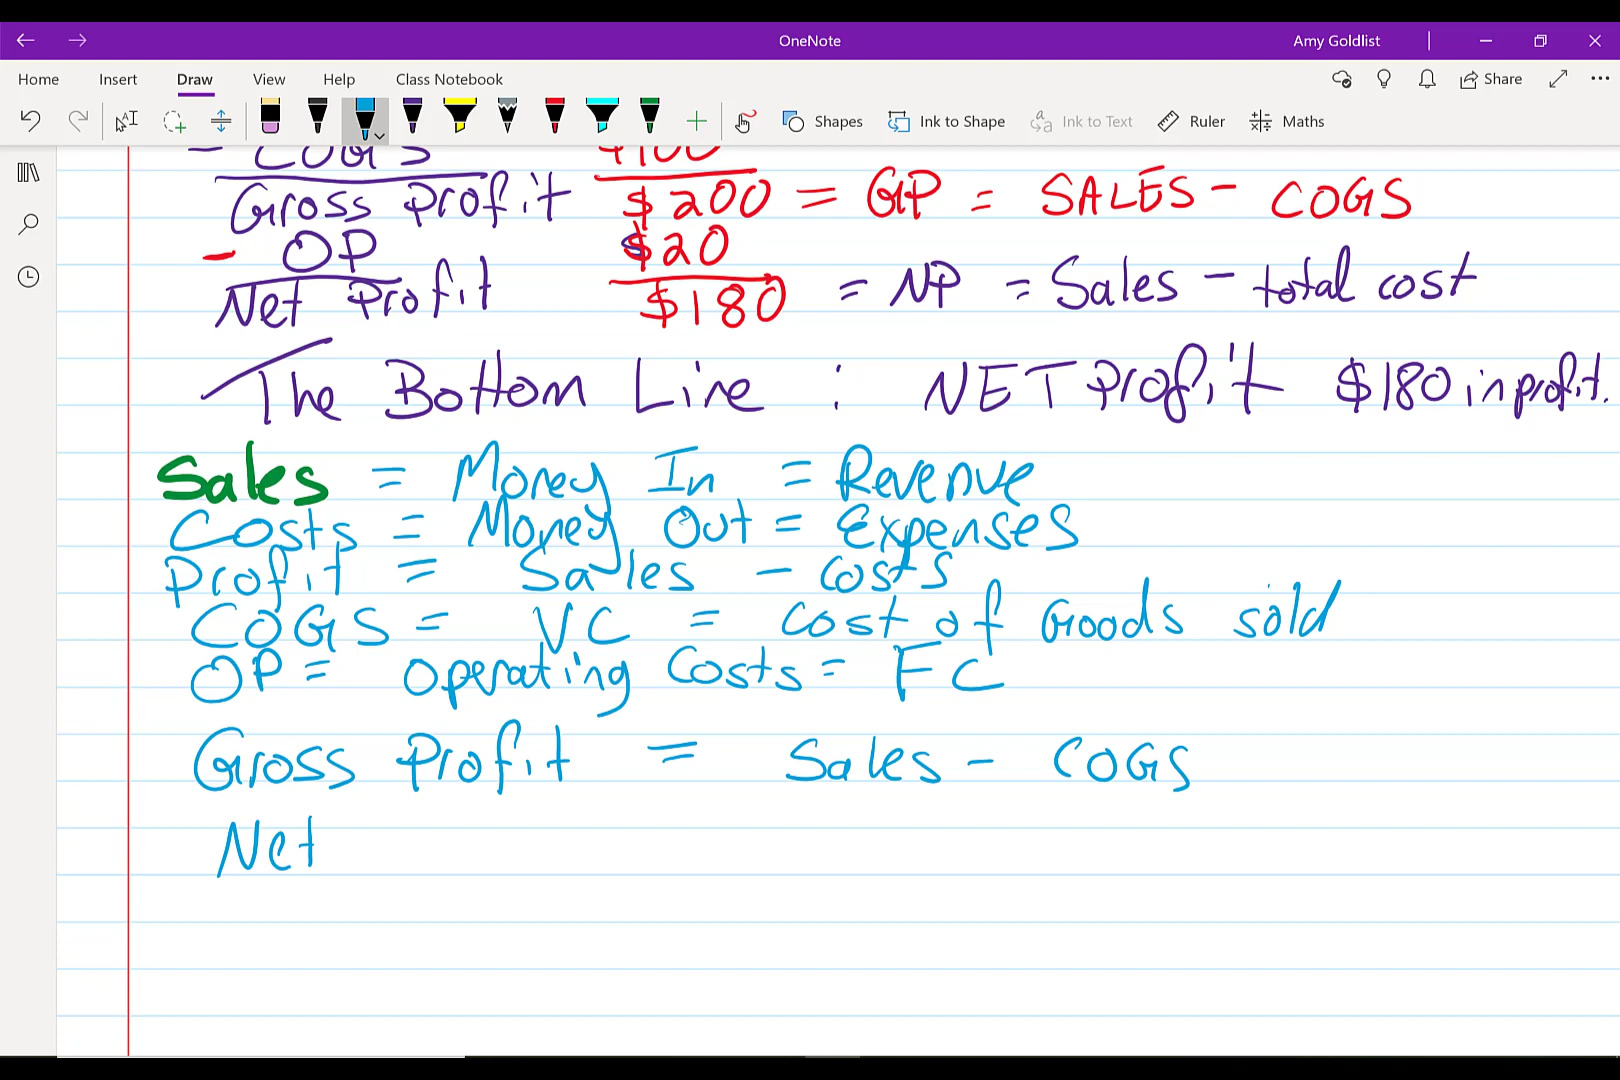 OneNote
Amy Goldlist
Home Insert Draw View Help Class Notebook
Share
Shapes Ink to Shape Ink to Text Ruler Maths
- COGS
Gross Profit $200 = GP = SALES - COGS
- OP $20
Net Profit $180 = NP = Sales - total cost
The Bottom Line : NET Profit $180 in profit.
Sales = Money In = Revenue
Costs = Money Out = Expenses
Profit = Sales - Costs
COGS = VC = Cost of Goods sold
OP = Operating Costs = FC
Gross Profit = Sales - COGS
Net